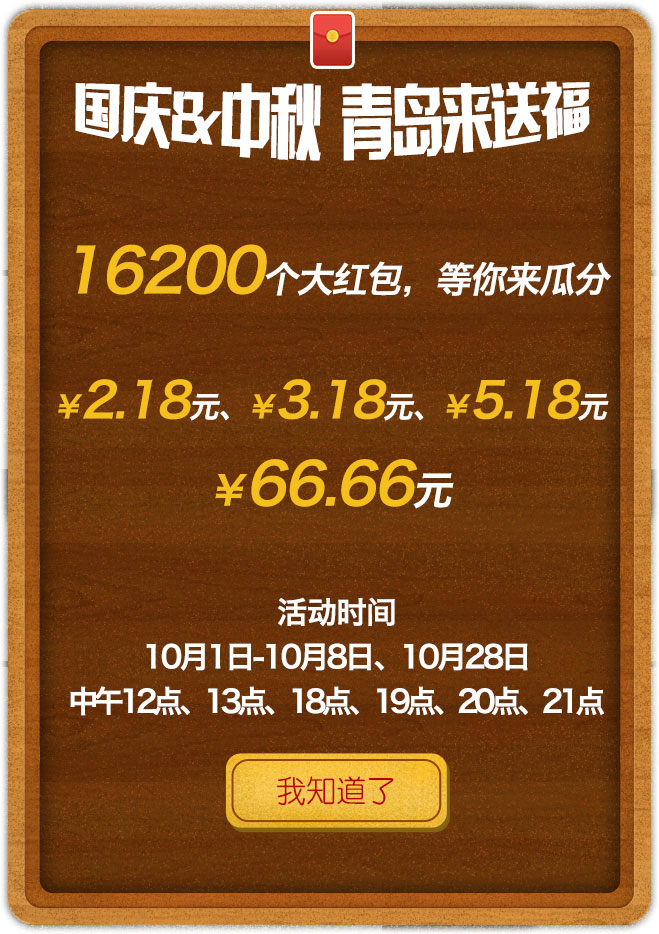 国庆&中秋 青岛来送福
16200个大红包，等你来瓜分
¥2.18元、¥3.18元、¥5.18元
¥66.66元
活动时间
10月1日-10月8日、10月28日
中午12点、13点、18点、19点、20点、21点
我知道了